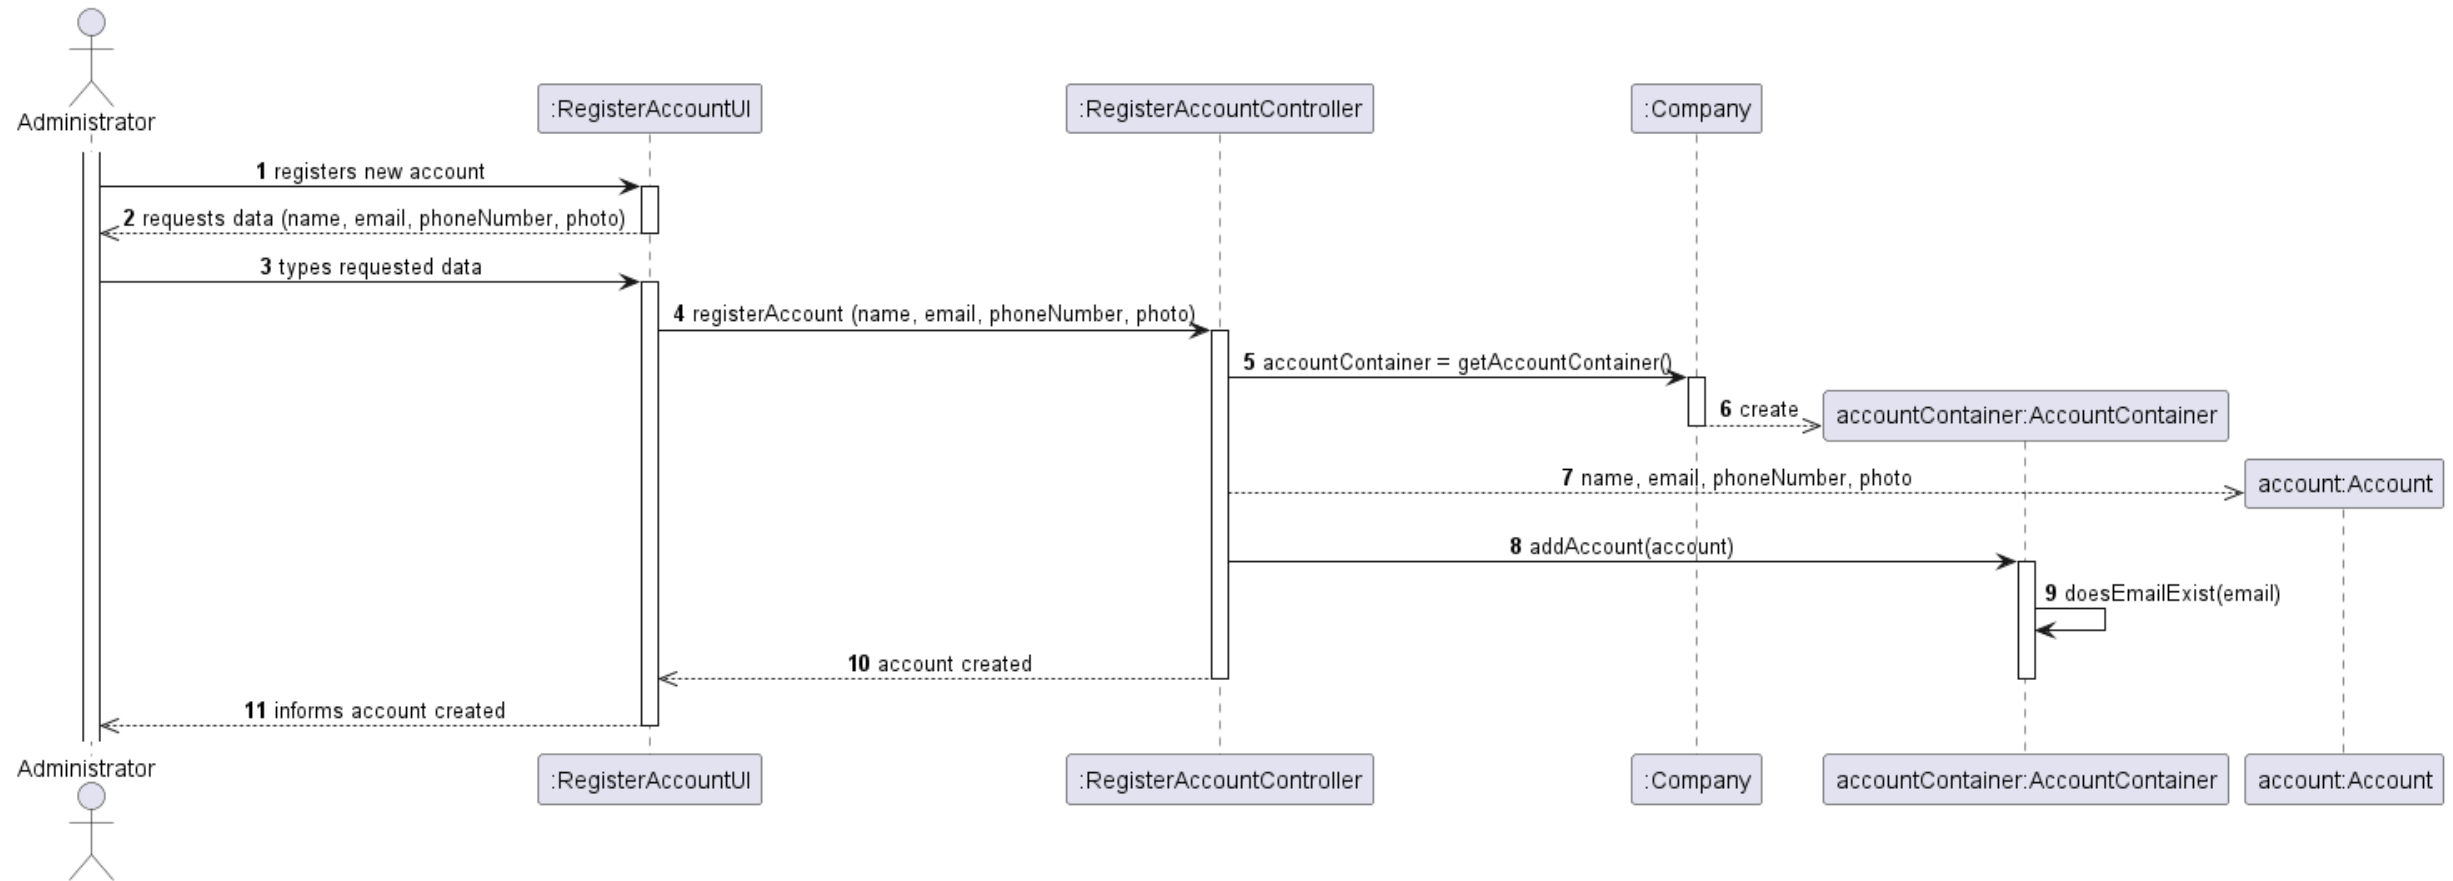 Administrator
:RegisterAccountUI
:RegisterAccountController
:Company
1 registers new account
2 requests data (name, email, phoneNumber, photo)
3 types requested data
4 registerAccount (name, email, phoneNumber, photo)
5 accountContainer = getAccountContainer()
6 create
accountContainer:AccountContainer
7 name, email, phoneNumber, photo
account:Account
8 addAccount(account)
9 doesEmailExist(email)
10 account created
11 informs account created
Administrator
:RegisterAccountUI
:RegisterAccountController
:Company
accountContainer:AccountContainer
account:Account